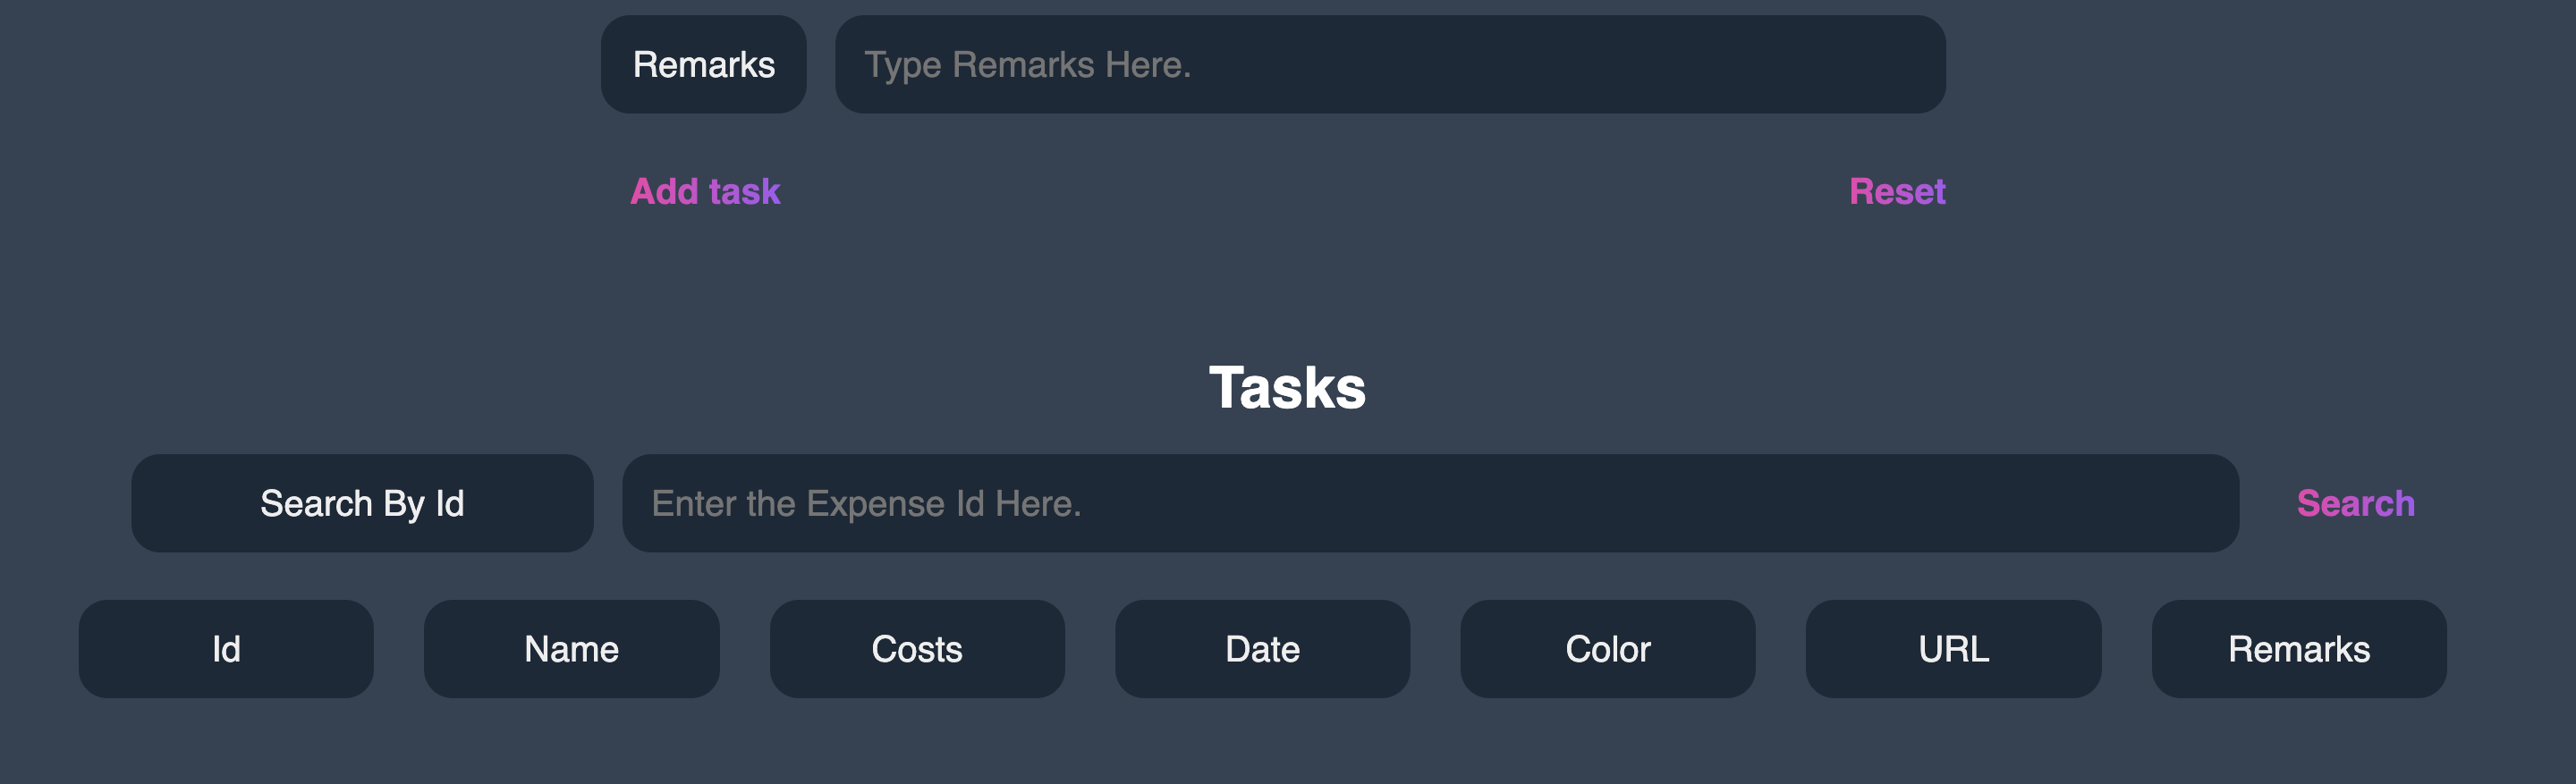 Remarks Type Remarks Here.
Add task Reset
Tasks
Search By Id Enter the Expense Id Here. Search
Id Name Costs Date Color URL Remarks